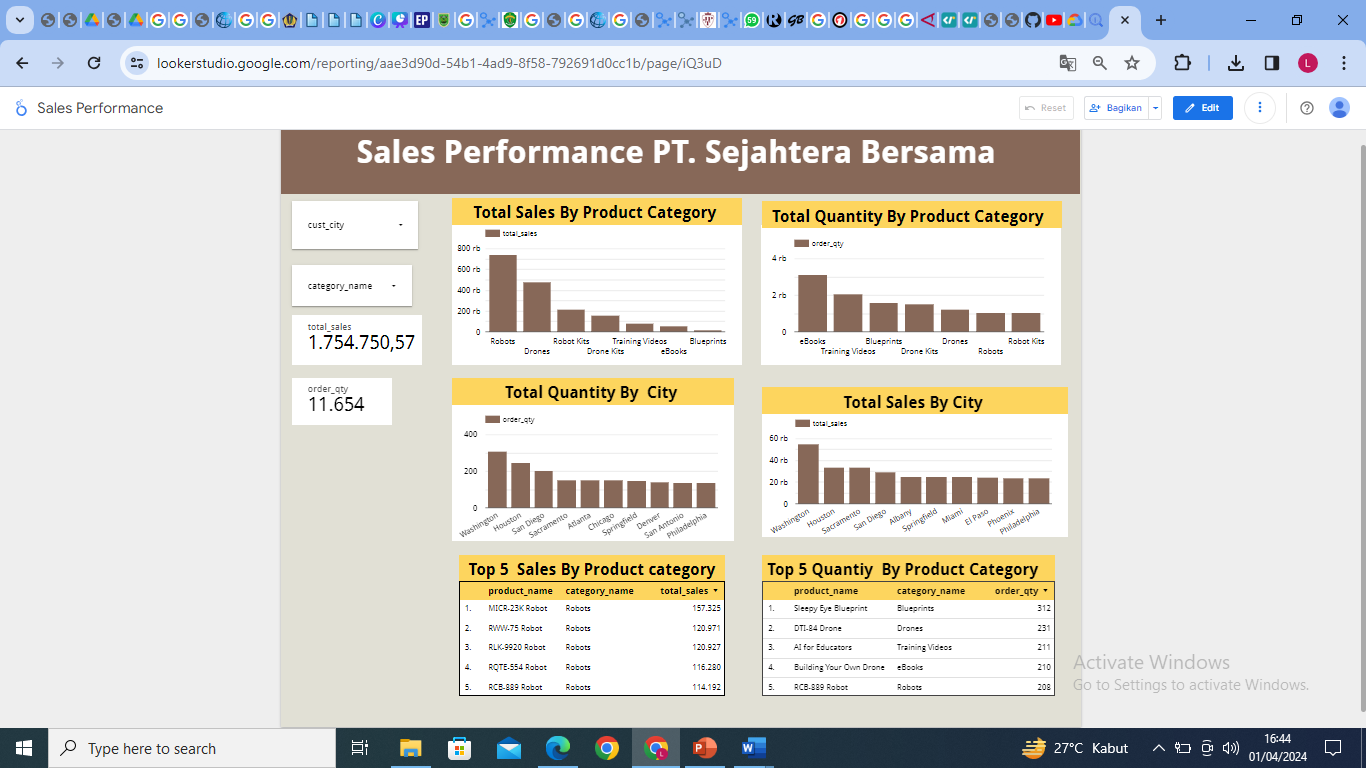 EP
GB
59
lookerstudio.google.com/reporting/aae3d90d-54b1-4ad9-8f58-792691d0cc1b/page/iQ3uD
L
Sales Performance
Reset
Bagikan
Edit
Sales Performance PT. Sejahtera Bersama
cust_city
category_name
total_sales
1.754.750,57
order_qty
11.654
Total Sales By Product Category
total_sales
800 rb
600 rb
400 rb
200 rb
0
Robots
Drones
Robot Kits
Drone Kits
Training Videos
eBooks
Blueprints
Total Quantity By Product Category
order_qty
4 rb
2 rb
0
eBooks
Training Videos
Blueprints
Drone Kits
Drones
Robots
Robot Kits
Total Quantity By City
order_qty
400
200
0
Washington
Houston
San Diego
Sacramento
Atlanta
Chicago
Springfield
Denver
San Antonio
Philadelphia
Total Sales By City
total_sales
60 rb
40 rb
20 rb
0
Washington
Houston
Sacramento
San Diego
Albany
Springfield
Miami
El Paso
Phoenix
Philadelphia
Top 5 Sales By Product category
product_name category_name total_sales
1. MICR-23K Robot Robots 157.325
2. RWW-75 Robot Robots 120.971
3. RLK-9920 Robot Robots 120.927
4. RQTE-554 Robot Robots 116.280
5. RCB-889 Robot Robots 114.192
Top 5 Quantiy By Product Category
product_name category_name order_qty
1. Sleepy Eye Blueprint Blueprints 312
2. DTI-84 Drone Drones 231
3. AI for Educators Training Videos 211
4. Building Your Own Drone eBooks 210
5. RCB-889 Robot Robots 208
Activate Windows
Go to Settings to activate Windows.
Type here to search
27°C Kabut
16:44
01/04/2024